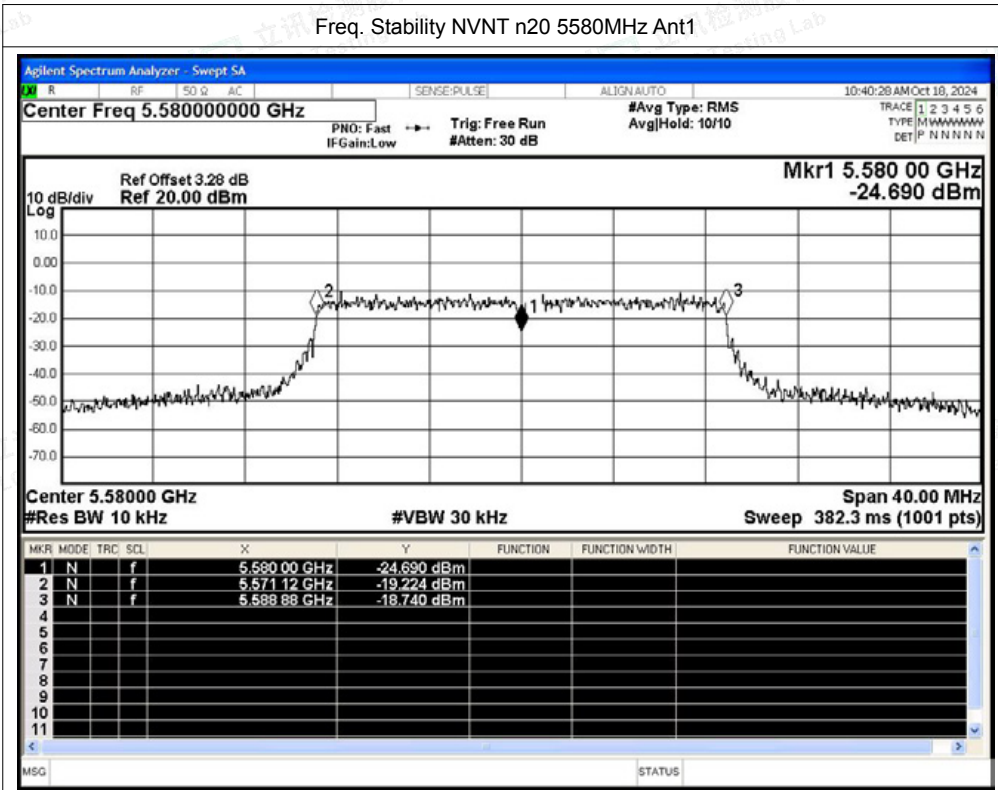 Freq. Stability NVNT n20 5580MHz Ant1
Agilent Spectrum Analyzer - Swept SA
LXI R RF 50 Ω AC SENSE:PULSE ALIGN AUTO 10:40:28 AM Oct 18, 2024
Center Freq 5.580000000 GHz #Avg Type: RMS TRACE 1 2 3 4 5 6
PNO: Fast Trig: Free Run Avg|Hold: 10/10 TYPE M WWWWW
IFGain:Low #Atten: 30 dB DET P N N N N N
Mkr1 5.580 00 GHz
Ref Offset 3.28 dB
10 dB/div Ref 20.00 dBm -24.690 dBm
Log
10.0
0.00
-10.0
2 1 3
-20.0
-30.0
-40.0
-50.0
-60.0
-70.0
Center 5.58000 GHz Span 40.00 MHz
#Res BW 10 kHz #VBW 30 kHz Sweep 382.3 ms (1001 pts)
MKR MODE TRC SCL X Y FUNCTION FUNCTION WIDTH FUNCTION VALUE
1 N f 5.580 00 GHz -24.690 dBm
2 N f 5.571 12 GHz -19.224 dBm
3 N f 5.588 88 GHz -18.740 dBm
4
5
6
7
8
9
10
11
MSG STATUS